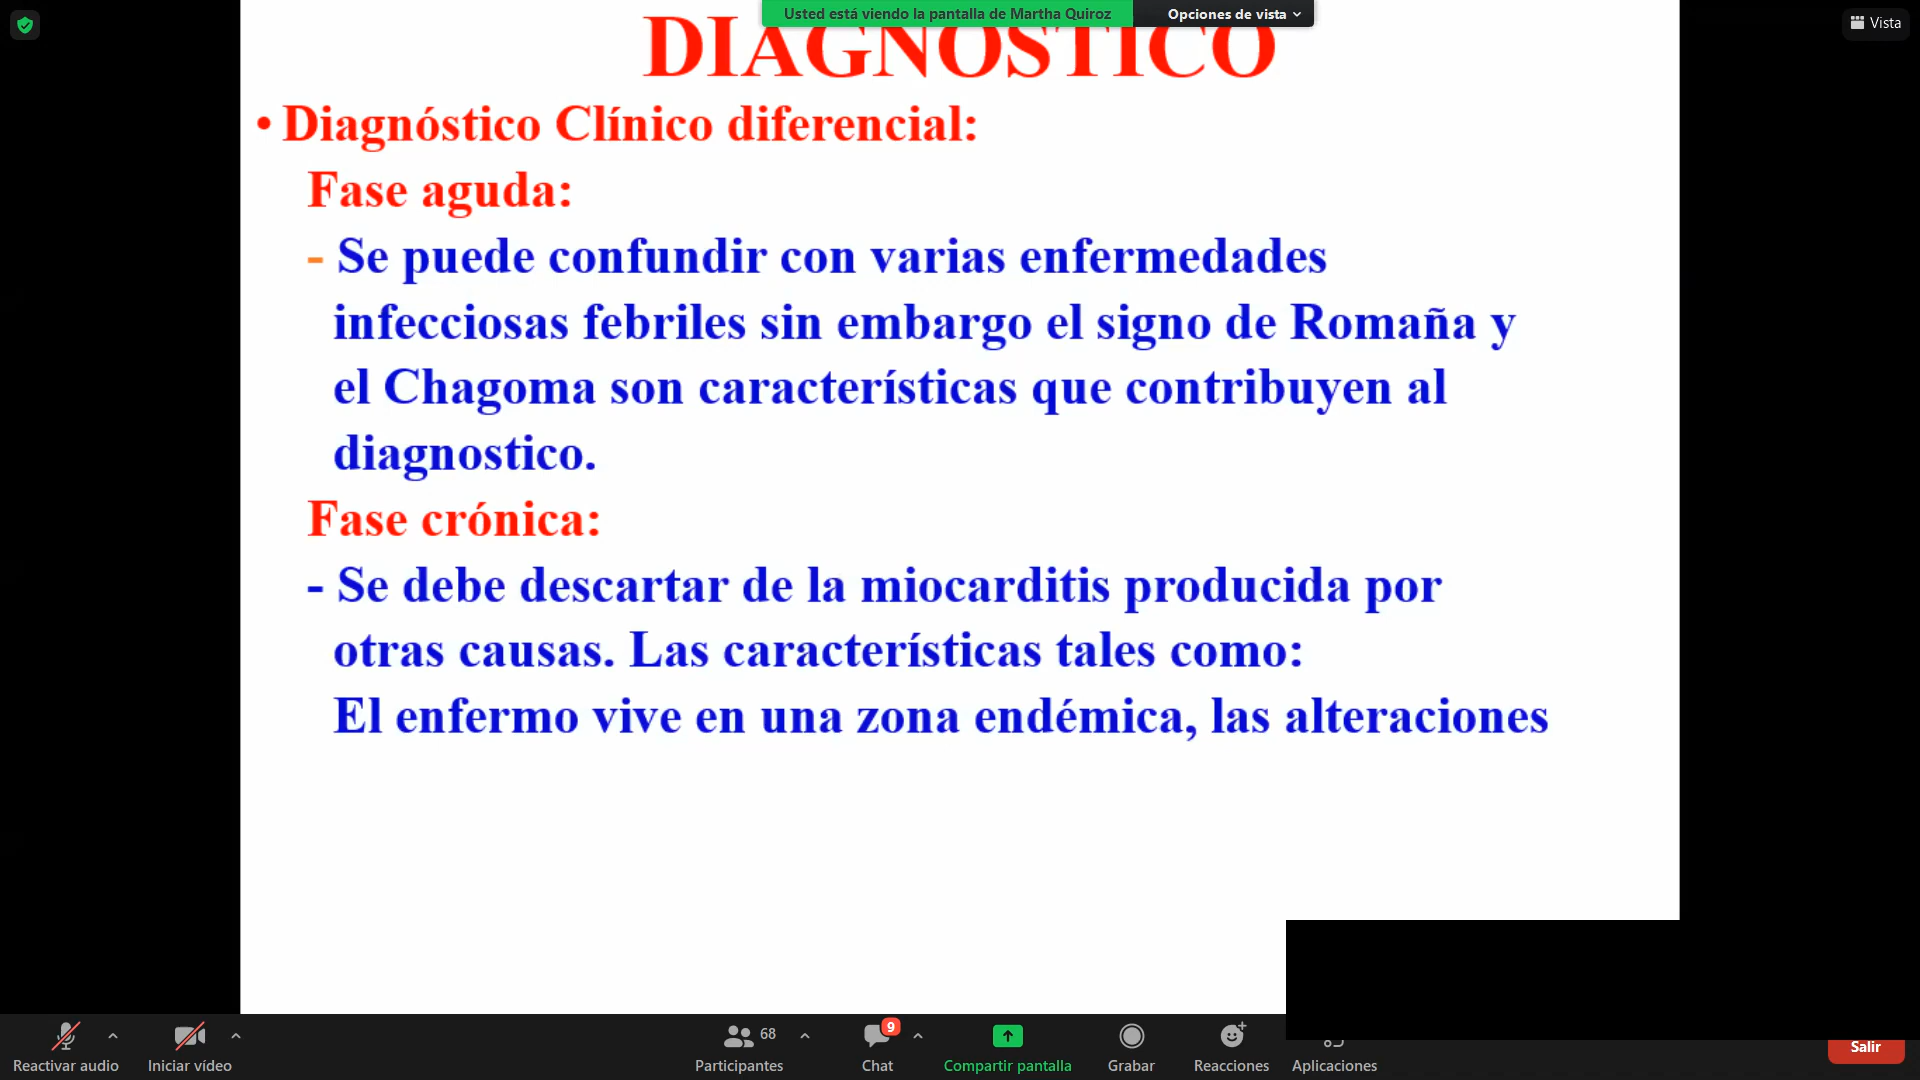 Usted está viendo la pantalla de Martha Quiroz
Opciones de vista
Vista
DIAGNOSTICO
• Diagnóstico Clínico diferencial:
Fase aguda:
- Se puede confundir con varias enfermedades
infecciosas febriles sin embargo el signo de Romaña y
el Chagoma son características que contribuyen al
diagnostico.
Fase crónica:
- Se debe descartar de la miocarditis producida por
otras causas. Las características tales como:
El enfermo vive en una zona endémica, las alteraciones
Reactivar audio
Iniciar vídeo
68
Participantes
9
Chat
Compartir pantalla
Grabar
Reacciones
Aplicaciones
Salir